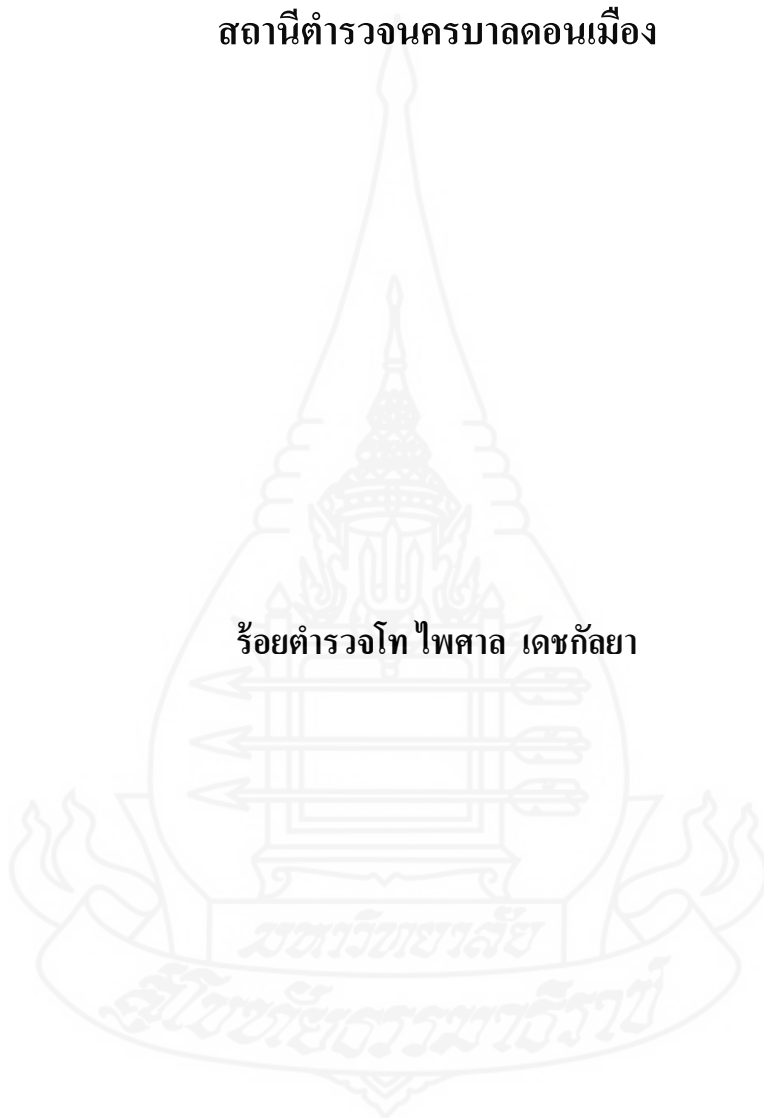 สถานีตำรวจนครบาลดอนเมือง
ร้อยตำรวจโท ไพศาล เดชกัลยา
มหาวิทยาลัย
สุโขทัยธรรมาธิราช